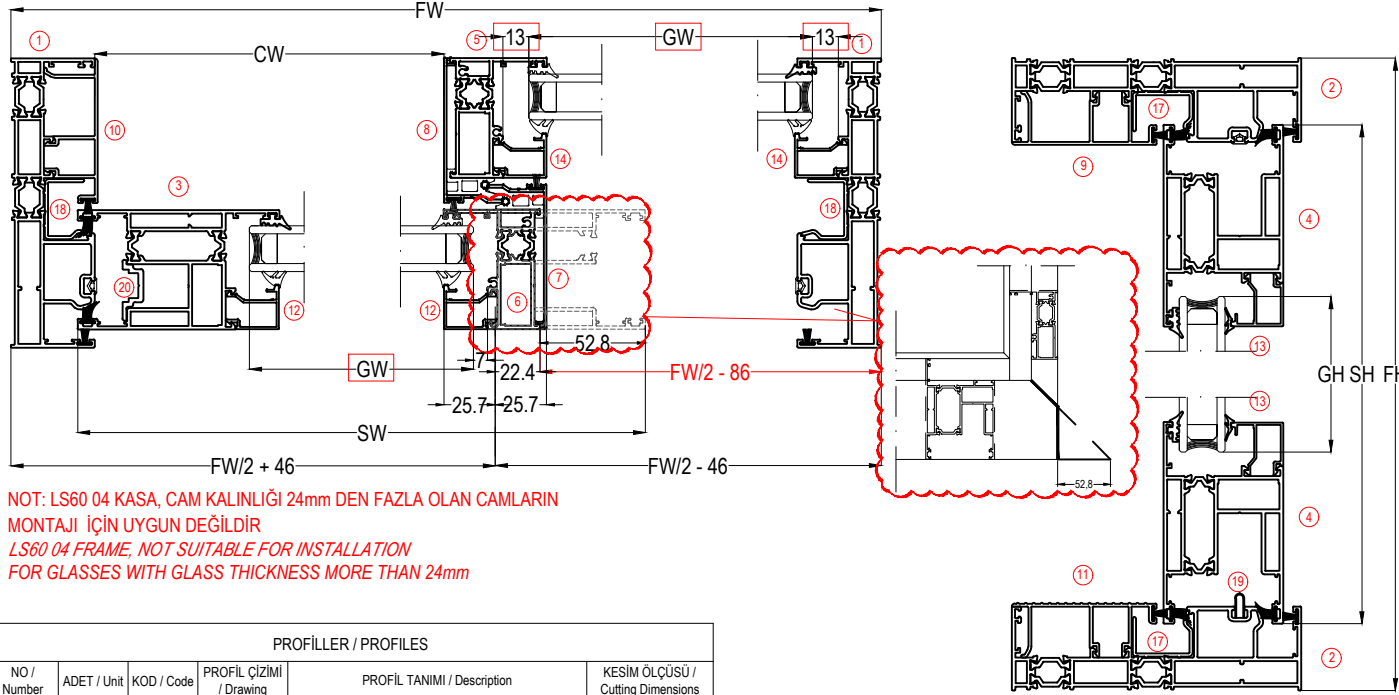 FW
1
5
13
GW
13
1
CW
10
8
14
14
3
18
18
20
12
12
6
7
52.8
7
GW
22.4
FW/2 - 86
25.7
25.7
SW
FW/2 + 46
FW/2 - 46
52,8
2
17
9
4
13
GH
SH
13
4
11
19
17
2
NOT: LS60 04 KASA, CAM KALINLIĞI 24mm DEN FAZLA OLAN CAMLARIN
MONTAJI İÇİN UYGUN DEĞİLDİR
LS60 04 FRAME, NOT SUITABLE FOR INSTALLATION
FOR GLASSES WITH GLASS THICKNESS MORE THAN 24mm
PROFİLLER / PROFILES
NO /
Number
ADET / Unit
KOD / Code
PROFİL ÇİZİMİ
/ Drawing
PROFİL TANIMI / Description
KESİM ÖLÇÜSÜ /
Cutting Dimensions